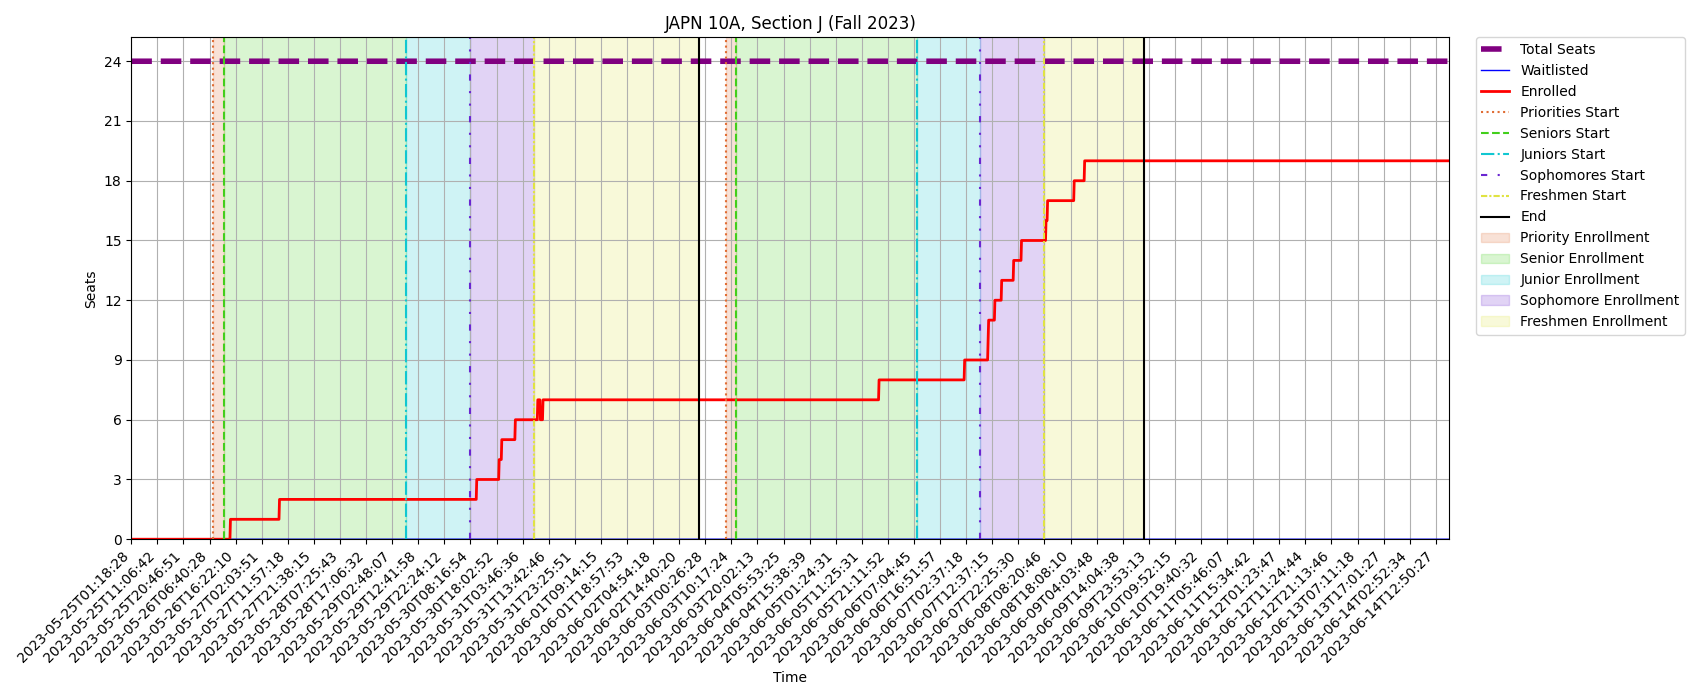 JAPN 10A, Section J (Fall 2023)
Seats
24
21
18
15
12
9
6
3
0
2023-05-25T01:18:28
2023-05-25T11:06:42
2023-05-25T20:46:51
2023-05-26T06:40:28
2023-05-26T16:22:10
2023-05-27T02:03:51
2023-05-27T11:57:18
2023-05-27T21:38:15
2023-05-28T07:25:43
2023-05-28T17:06:32
2023-05-29T02:48:07
2023-05-29T12:41:58
2023-05-29T22:24:12
2023-05-30T08:16:54
2023-05-30T18:02:52
2023-05-31T03:46:36
2023-05-31T13:42:46
2023-05-31T23:25:51
2023-06-01T09:14:15
2023-06-01T18:57:53
2023-06-02T04:54:18
2023-06-02T14:40:20
2023-06-03T00:26:28
2023-06-03T10:17:24
2023-06-03T20:02:13
2023-06-04T05:53:25
2023-06-04T15:38:39
2023-06-05T01:24:31
2023-06-05T11:25:31
2023-06-05T21:11:52
2023-06-06T07:04:45
2023-06-06T16:51:57
2023-06-07T02:37:18
2023-06-07T12:37:15
2023-06-07T22:25:30
2023-06-08T08:20:46
2023-06-08T18:08:10
2023-06-09T04:03:48
2023-06-09T14:04:38
2023-06-09T23:53:13
2023-06-10T09:52:15
2023-06-10T19:40:32
2023-06-11T05:46:07
2023-06-11T15:34:42
2023-06-12T01:23:47
2023-06-12T11:24:44
2023-06-12T21:13:46
2023-06-13T07:11:18
2023-06-13T17:01:27
2023-06-14T02:52:34
2023-06-14T12:50:27
Time
Total Seats
Waitlisted
Enrolled
Priorities Start
Seniors Start
Juniors Start
Sophomores Start
Freshmen Start
End
Priority Enrollment
Senior Enrollment
Junior Enrollment
Sophomore Enrollment
Freshmen Enrollment